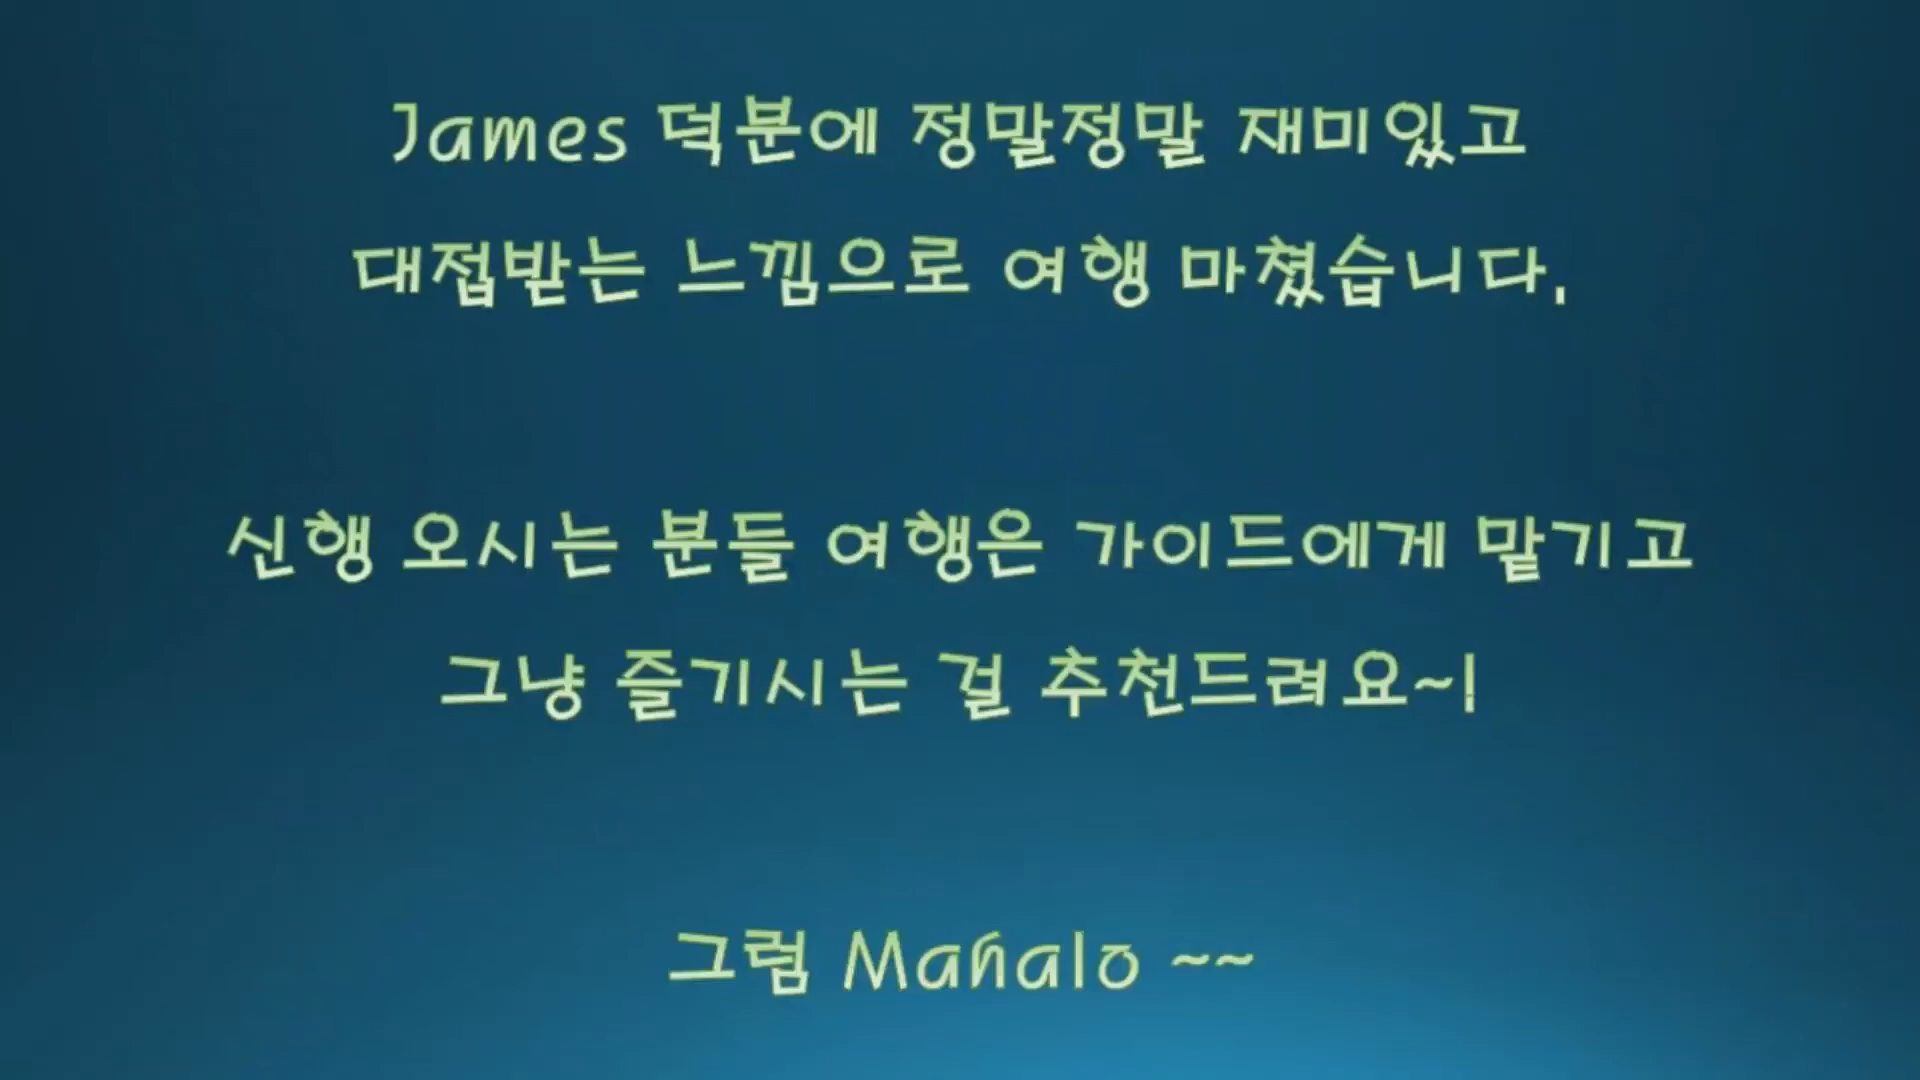 James 덕분에 정말정말 재미있고
대접받는 느낌으로 여행 마쳤습니다.
신행 오시는 분들 여행은 가이드에게 맡기고
그냥 즐기시는 걸 추천드려요~!
그럼 Mahalo ~~